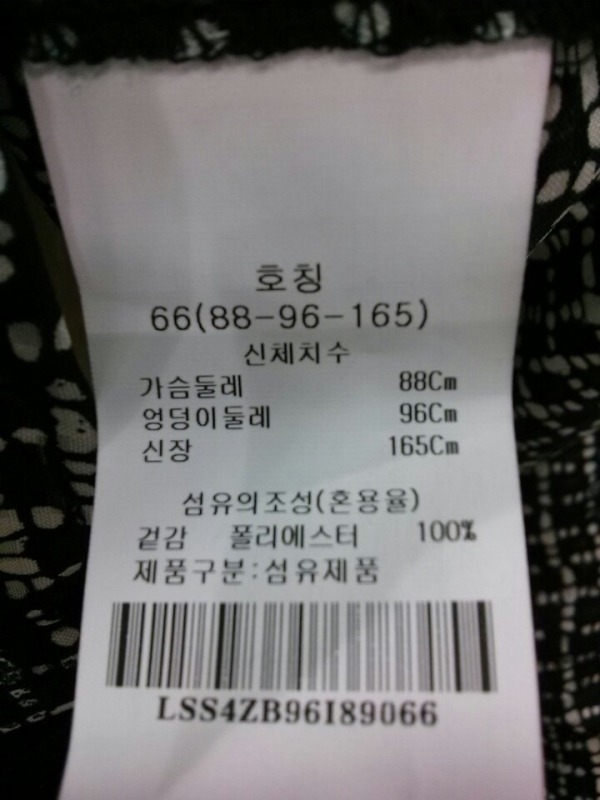 호칭
66(88-96-165)
신체치수
가슴둘레 88Cm
엉덩이둘레 96Cm
신장 165Cm
섬유의조성(혼용율)
겉감 폴리에스터 100%
제품구분:섬유제품
LSS4ZB96I89066